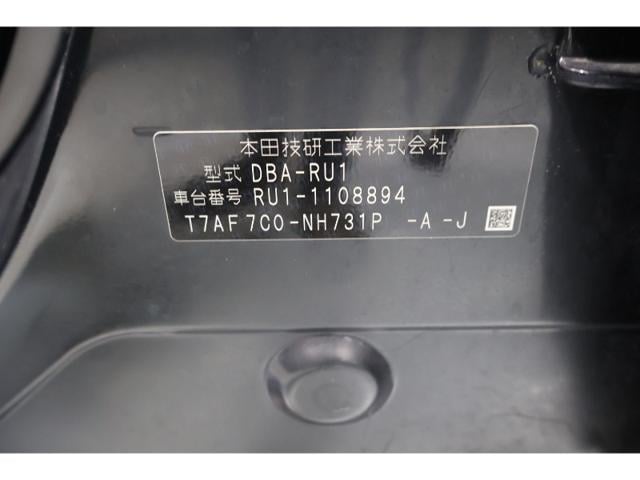 本田技研工業株式会社
型式 DBA-RU1
車台番号 RU1-1108894
T7AF7C0-NH731P -A -J